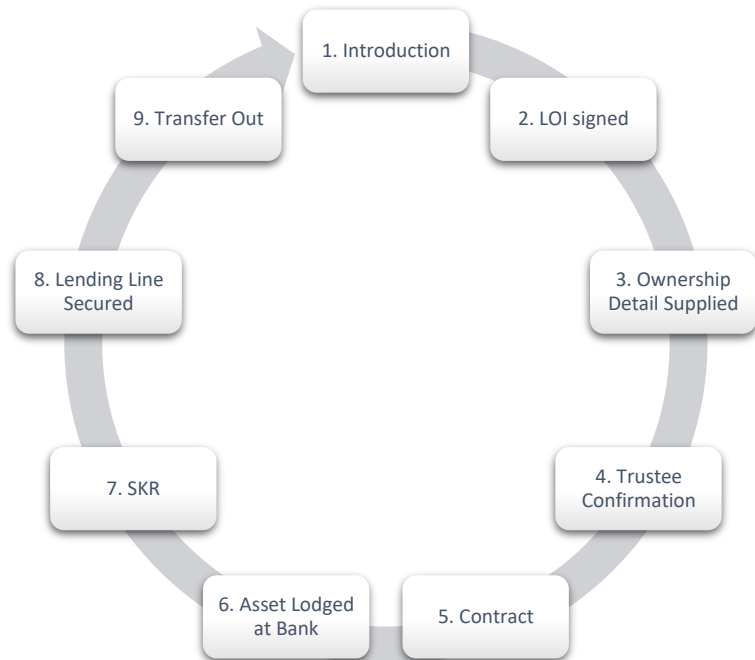 1. Introduction
2. LOI signed
3. Ownership
Detail Supplied
4. Trustee
Confirmation
5. Contract
6. Asset Lodged
at Bank
7. SKR
8. Lending Line
Secured
9. Transfer Out